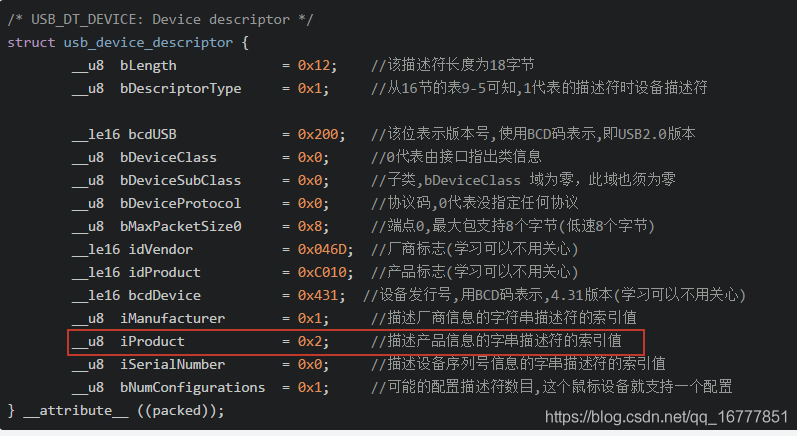 /* USB_DT_DEVICE: Device descriptor */
struct usb_device_descriptor {
__u8 bLength = 0x12; //该描述符长度为18字节
__u8 bDescriptorType = 0x1; //从16节的表9-5可知,1代表的描述符时设备描述符
__le16 bcdUSB = 0x200; //该位表示版本号,使用BCD码表示,即USB2.0版本
__u8 bDeviceClass = 0x0; //0代表由接口指出类信息
__u8 bDeviceSubClass = 0x0; //子类,bDeviceClass 域为零，此域也须为零
__u8 bDeviceProtocol = 0x0; //协议码,0代表没指定任何协议
__u8 bMaxPacketSize0 = 0x8; //端点0,最大包支持8个字节(低速8个字节)
__le16 idVendor = 0x046D; //厂商标志(学习可以不用关心)
__le16 idProduct = 0xC010; //产品标志(学习可以不用关心)
__le16 bcdDevice = 0x431; //设备发行号,用BCD码表示,4.31版本(学习可以不用关心)
__u8 iManufacturer = 0x1; //描述厂商信息的字符串描述符的索引值
__u8 iProduct = 0x2; //描述产品信息的字串描述符的索引值
__u8 iSerialNumber = 0x0; //描述设备序列号信息的字串描述符的索引值
__u8 bNumConfigurations = 0x1; //可能的配置描述符数目,这个鼠标设备就支持一个配置
} __attribute__ ((packed));
https://blog.csdn.net/qq_16777851